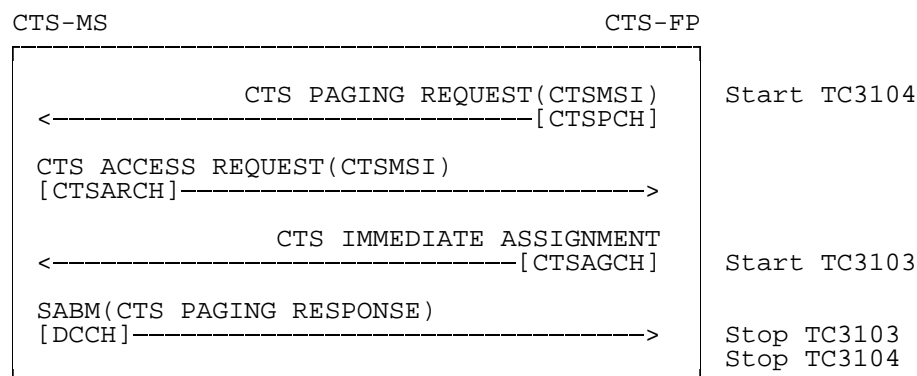 CTS-MS CTS-FP
CTS PAGING REQUEST(CTSMSI) Start TC3104
<[CTSPCH]
CTS ACCESS REQUEST(CTSMSI)
[CTSARCH]>
CTS IMMEDIATE ASSIGNMENT
<[CTSAGCH] Start TC3103
SABM(CTS PAGING RESPONSE)
[DCCH]> Stop TC3103
Stop TC3104